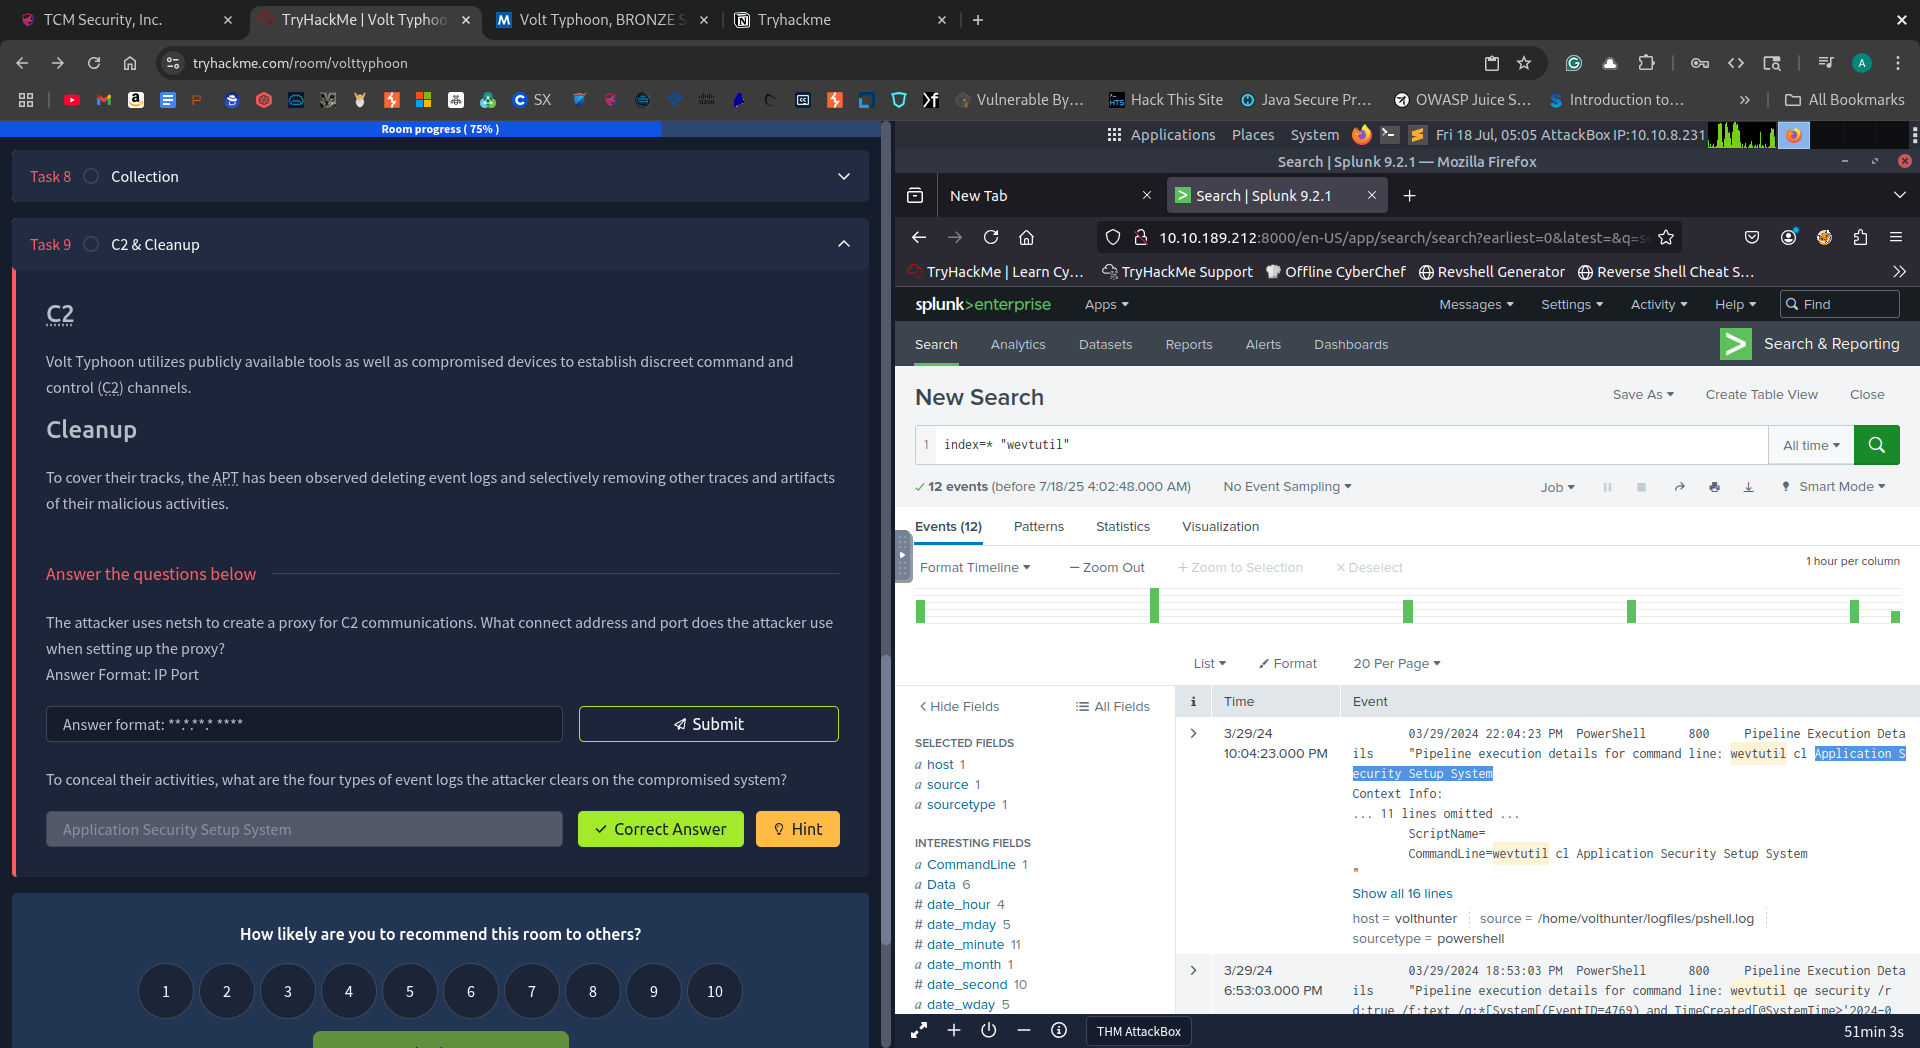 TCM Security, Inc.
TryHackMe | Volt Typhoo
Volt Typhoon, BRONZE S
Tryhackme
tryhackme.com/room/volttyphoon
A
SX
Vulnerable By...
Hack This Site
Java Secure Pr...
OWASP Juice S...
Introduction to...
All Bookmarks
Room progress ( 75% )
Task 8
Collection
Task 9
C2 & Cleanup
C2
Volt Typhoon utilizes publicly available tools as well as compromised devices to establish discreet command and
control (C2) channels.
Cleanup
To cover their tracks, the APT has been observed deleting event logs and selectively removing other traces and artifacts
of their malicious activities.
Answer the questions below
The attacker uses netsh to create a proxy for C2 communications. What connect address and port does the attacker use
when setting up the proxy?
Answer Format: IP Port
Answer format: **.*.**.* ****
Submit
To conceal their activities, what are the four types of event logs the attacker clears on the compromised system?
Application Security Setup System
Correct Answer
Hint
How likely are you to recommend this room to others?
1 2 3 4 5 6 7 8 9 10
Applications
Places
System
Fri 18 Jul, 05:05 AttackBox IP:10.10.8.231
Search | Splunk 9.2.1 — Mozilla Firefox
New Tab
Search | Splunk 9.2.1
10.10.189.212:8000/en-US/app/search/search?earliest=0&latest=&q=s
TryHackMe | Learn Cy...
TryHackMe Support
Offline CyberChef
Revshell Generator
Reverse Shell Cheat S...
splunk>enterprise
Apps
Messages
Settings
Activity
Help
Find
Search
Analytics
Datasets
Reports
Alerts
Dashboards
Search & Reporting
New Search
Save As
Create Table View
Close
1 index=* "wevtutil"
All time
12 events (before 7/18/25 4:02:48.000 AM)
No Event Sampling
Job
Smart Mode
Events (12)
Patterns
Statistics
Visualization
Format Timeline
— Zoom Out
+ Zoom to Selection
× Deselect
1 hour per column
List
Format
20 Per Page
< Hide Fields
All Fields
SELECTED FIELDS
a host 1
a source 1
a sourcetype 1
INTERESTING FIELDS
a CommandLine 1
a Data 6
# date_hour 4
# date_mday 5
# date_minute 11
a date_month 1
# date_second 10
a date_wday 5
i
Time
Event
3/29/24
10:04:23.000 PM
03/29/2024 22:04:23 PM PowerShell 800 Pipeline Execution Deta
ils "Pipeline execution details for command line: wevtutil cl Application S
ecurity Setup System
Context Info:
... 11 lines omitted ...
ScriptName=
CommandLine=wevtutil cl Application Security Setup System
"
Show all 16 lines
host = volthunter
source = /home/volthunter/logfiles/pshell.log
sourcetype = powershell
3/29/24
6:53:03.000 PM
03/29/2024 18:53:03 PM PowerShell 800 Pipeline Execution Deta
ils "Pipeline execution details for command line: wevtutil qe security /r
d:true /f:text /q:*[System[(EventID=4769) and TimeCreated[@SystemTime>'2024-0
THM AttackBox
51min 3s